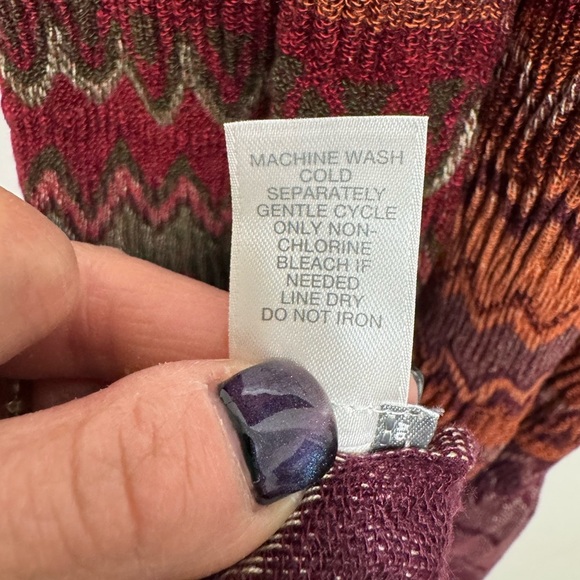 MACHINE WASH
COLD
SEPARATELY
GENTLE CYCLE
ONLY NON-
CHLORINE
BLEACH IF
NEEDED
LINE DRY
DO NOT IRON